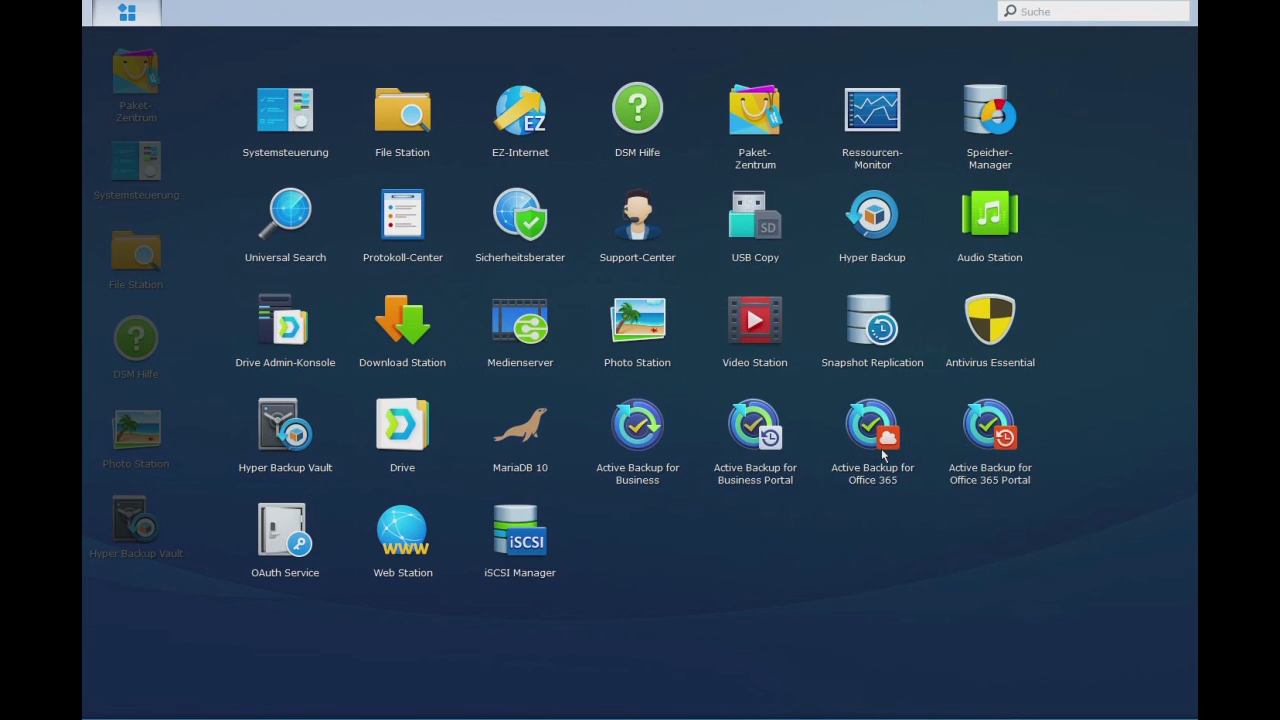 Suche
Paket-
Zentrum
Systemsteuerung
File Station
DSM Hilfe
Photo Station
Hyper Backup Vault
EZ
Systemsteuerung
File Station
EZ-Internet
DSM Hilfe
Paket-
Zentrum
Ressourcen-
Monitor
Speicher-
Manager
SD
Universal Search
Protokoll-Center
Sicherheitsberater
Support-Center
USB Copy
Hyper Backup
Audio Station
Drive Admin-Konsole
Download Station
Medienserver
Photo Station
Video Station
Snapshot Replication
Antivirus Essential
Hyper Backup Vault
Drive
MariaDB 10
Active Backup for
Business
Active Backup for
Business Portal
Active Backup for
Office 365
Active Backup for
Office 365 Portal
WWW
iSCSI
OAuth Service
Web Station
iSCSI Manager